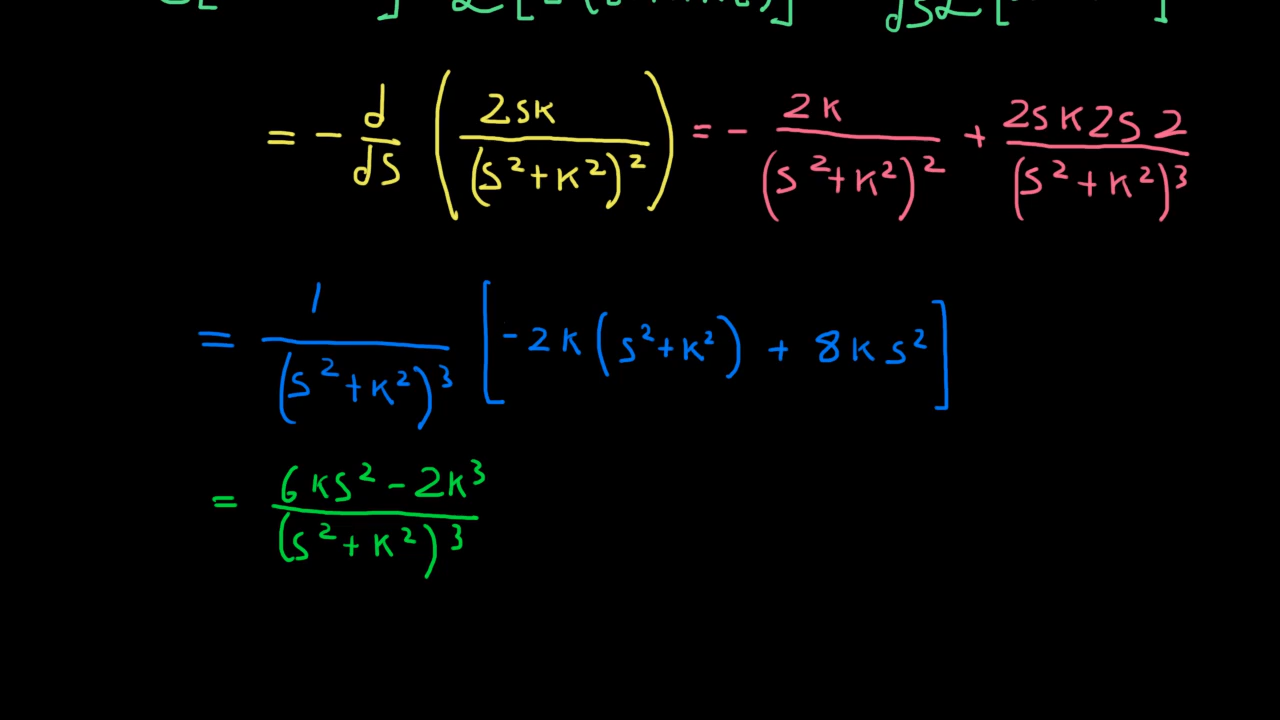 = - d/ds ( 2sk / (s²+k²)² ) = - 2k / (s²+k²)² + 2sk2s2 / (s²+k²)³
= 1 / (s²+k²)³ [ -2k (s²+k²) + 8ks² ]
= 6ks² - 2k³ / (s²+k²)³